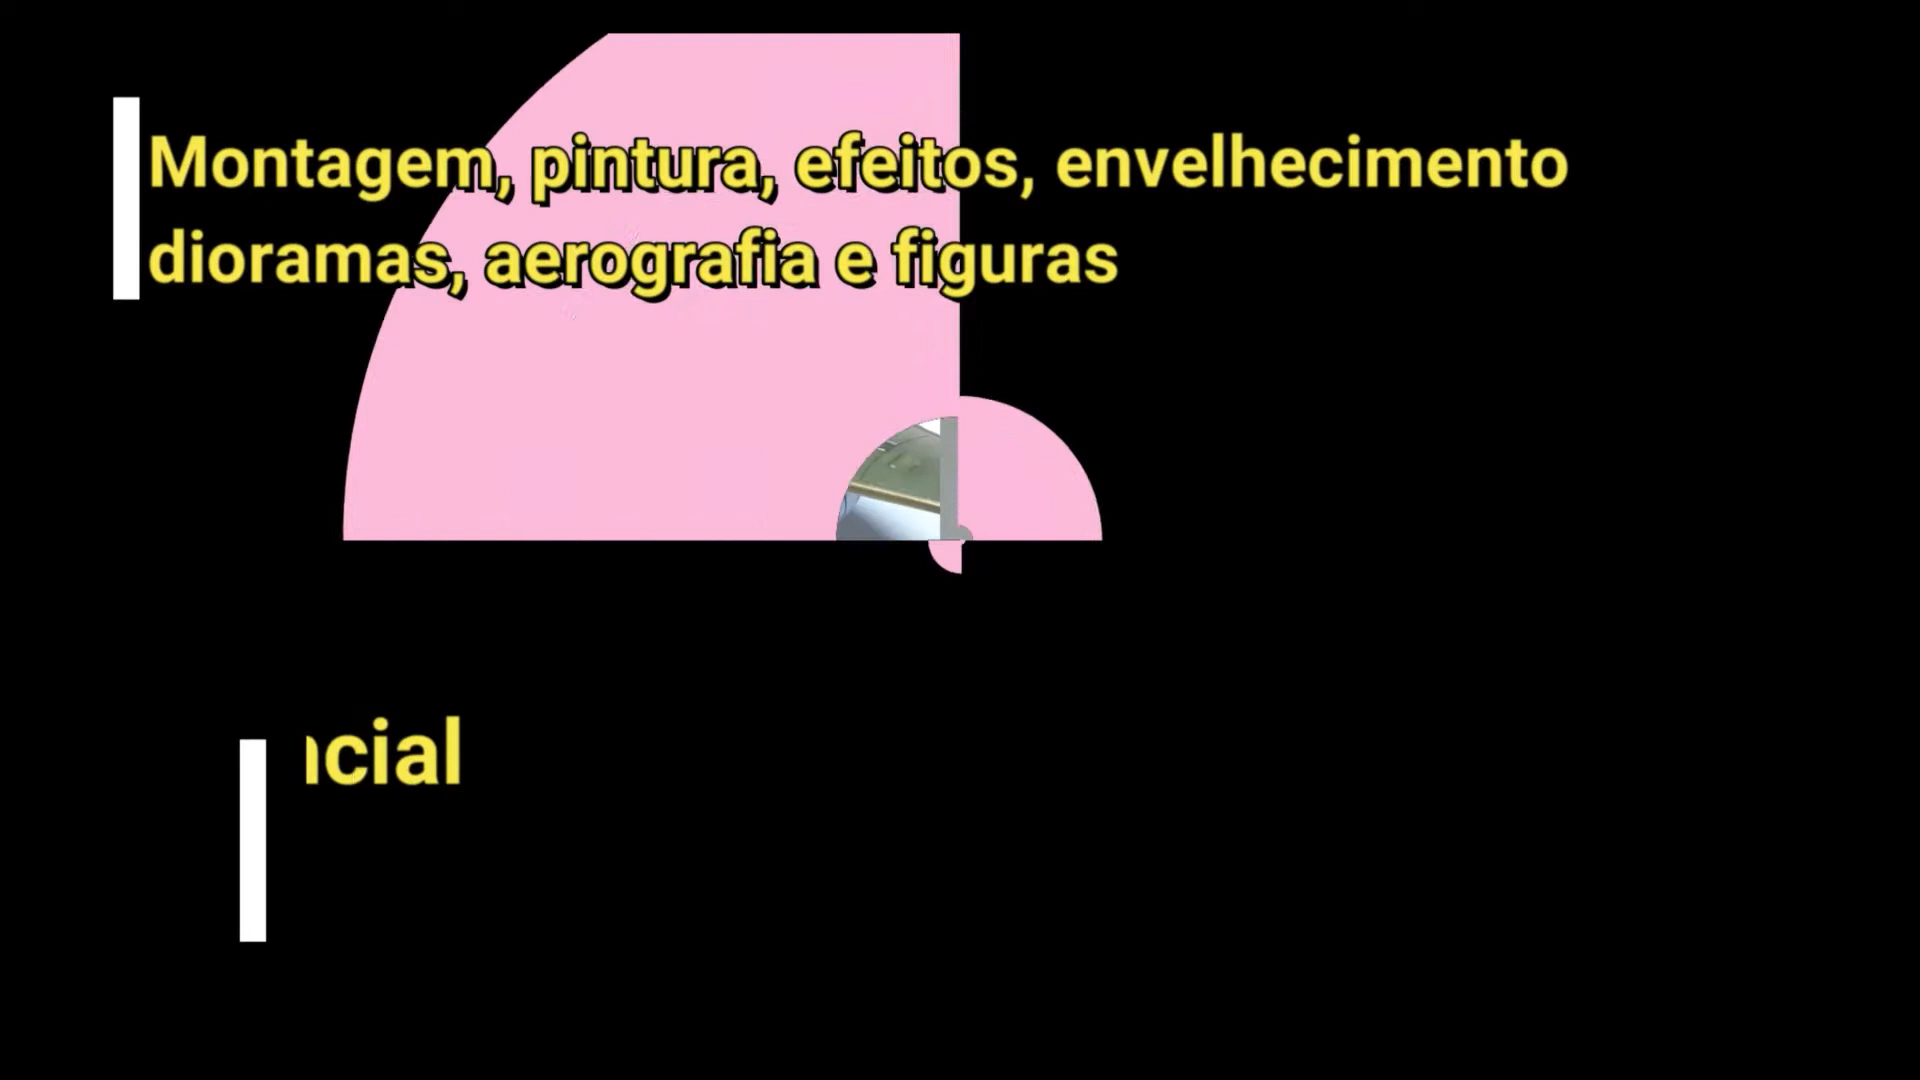 Montagem, pintura, efeitos, envelhecimento
dioramas, aerografia e figuras